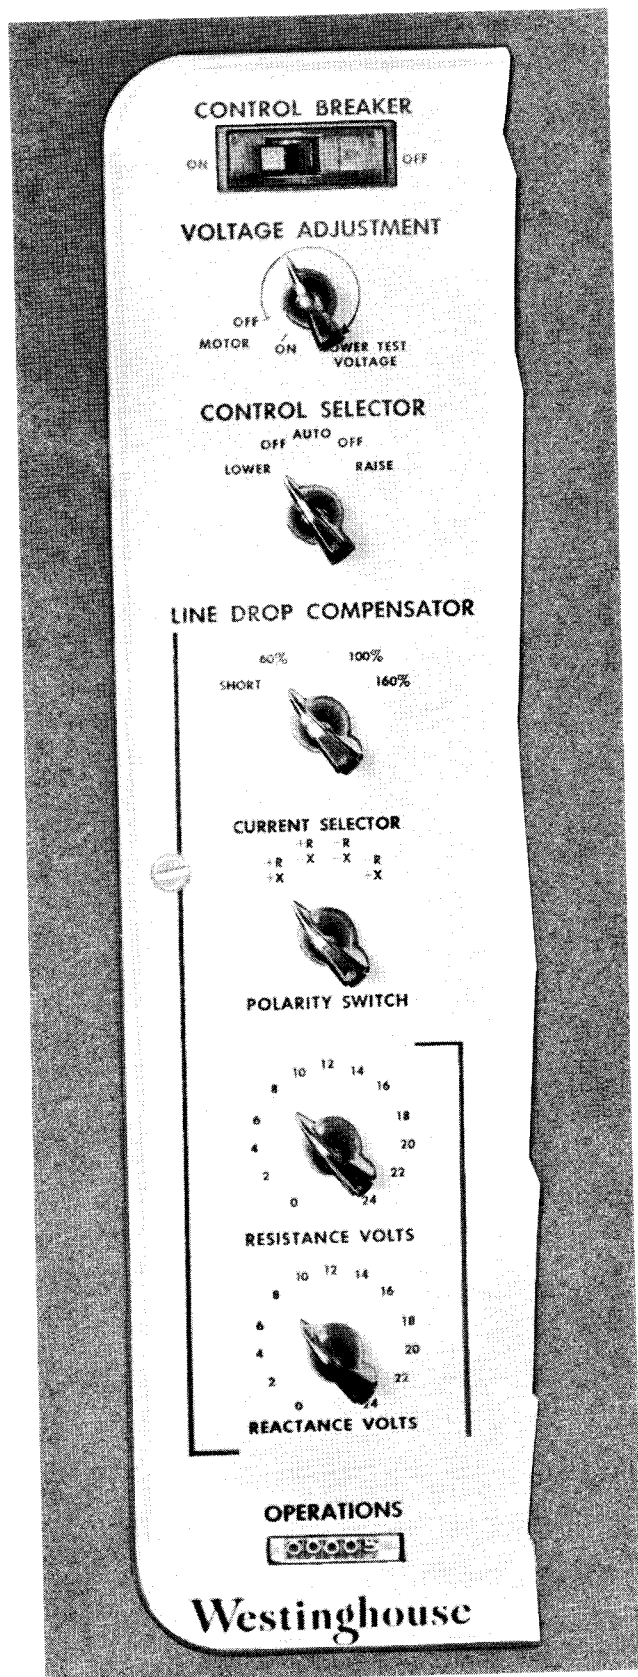 CONTROL BREAKER
ON OFF
VOLTAGE ADJUSTMENT
OFF
MOTOR ON TEST
VOLTAGE
CONTROL SELECTOR
OFF AUTO OFF
LOWER RAISE
LINE DROP COMPENSATOR
60% 100%
SHORT 160%
CURRENT SELECTOR
+R +R -R -R
+X -X -X +X
POLARITY SWITCH
0 2 4 6 8 10 12 14 16 18 20 22 24
RESISTANCE VOLTS
0 2 4 6 8 10 12 14 16 18 20 22 24
REACTANCE VOLTS
OPERATIONS
00005
Westinghouse